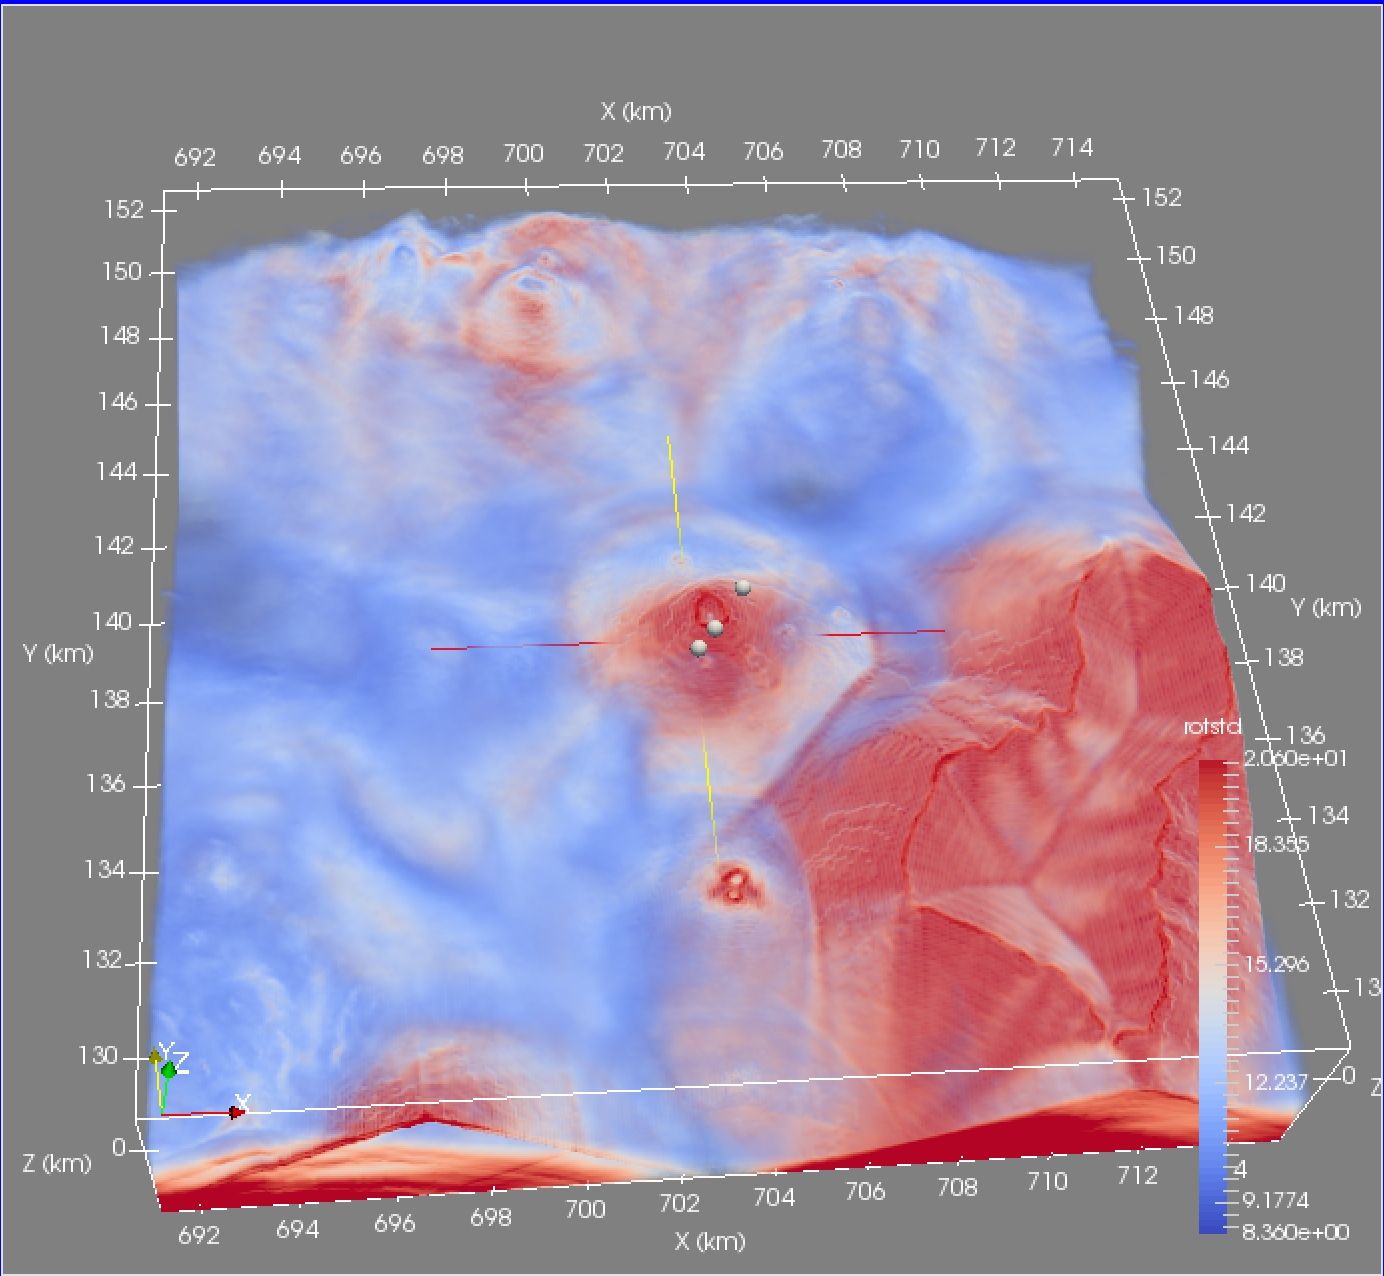 X (km)
692 694 696 698 700 702 704 706 708 710 712 714
152 152
150 150
148 148
146 146
144 144
142 142
140 140
Y (km) Y (km)
138 138
rotstd
136 136
2.060e+01
134 134
18.355
132 132
15.296
13
130
Y Z
X
12.237 0 Z
0
Z (km)
4
9.1774
8.360e+00
692 694 696 698 700 702 704 706 708 710 712
X (km)